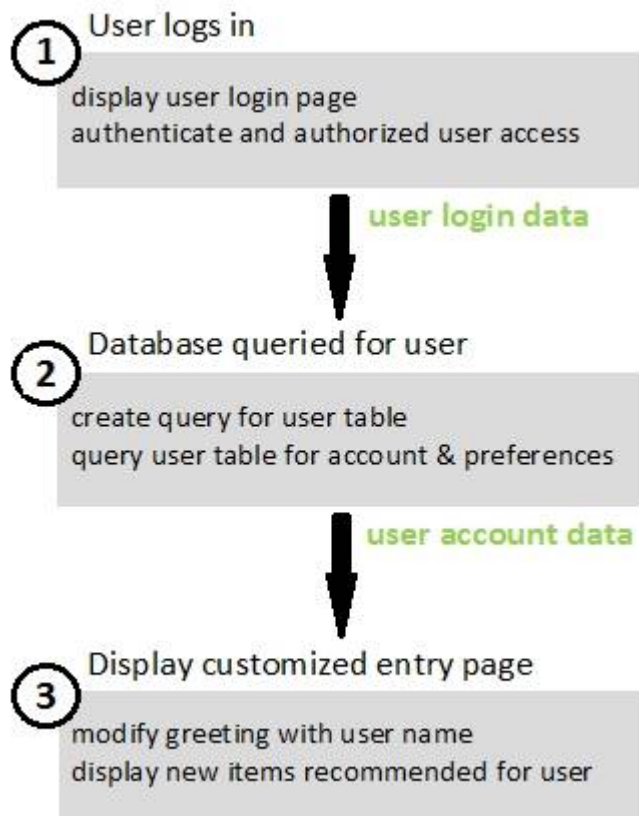 User logs in
1
display user login page
authenticate and authorized user access
user login data
Database queried for user
2
create query for user table
query user table for account & preferences
user account data
Display customized entry page
3
modify greeting with user name
display new items recommended for user